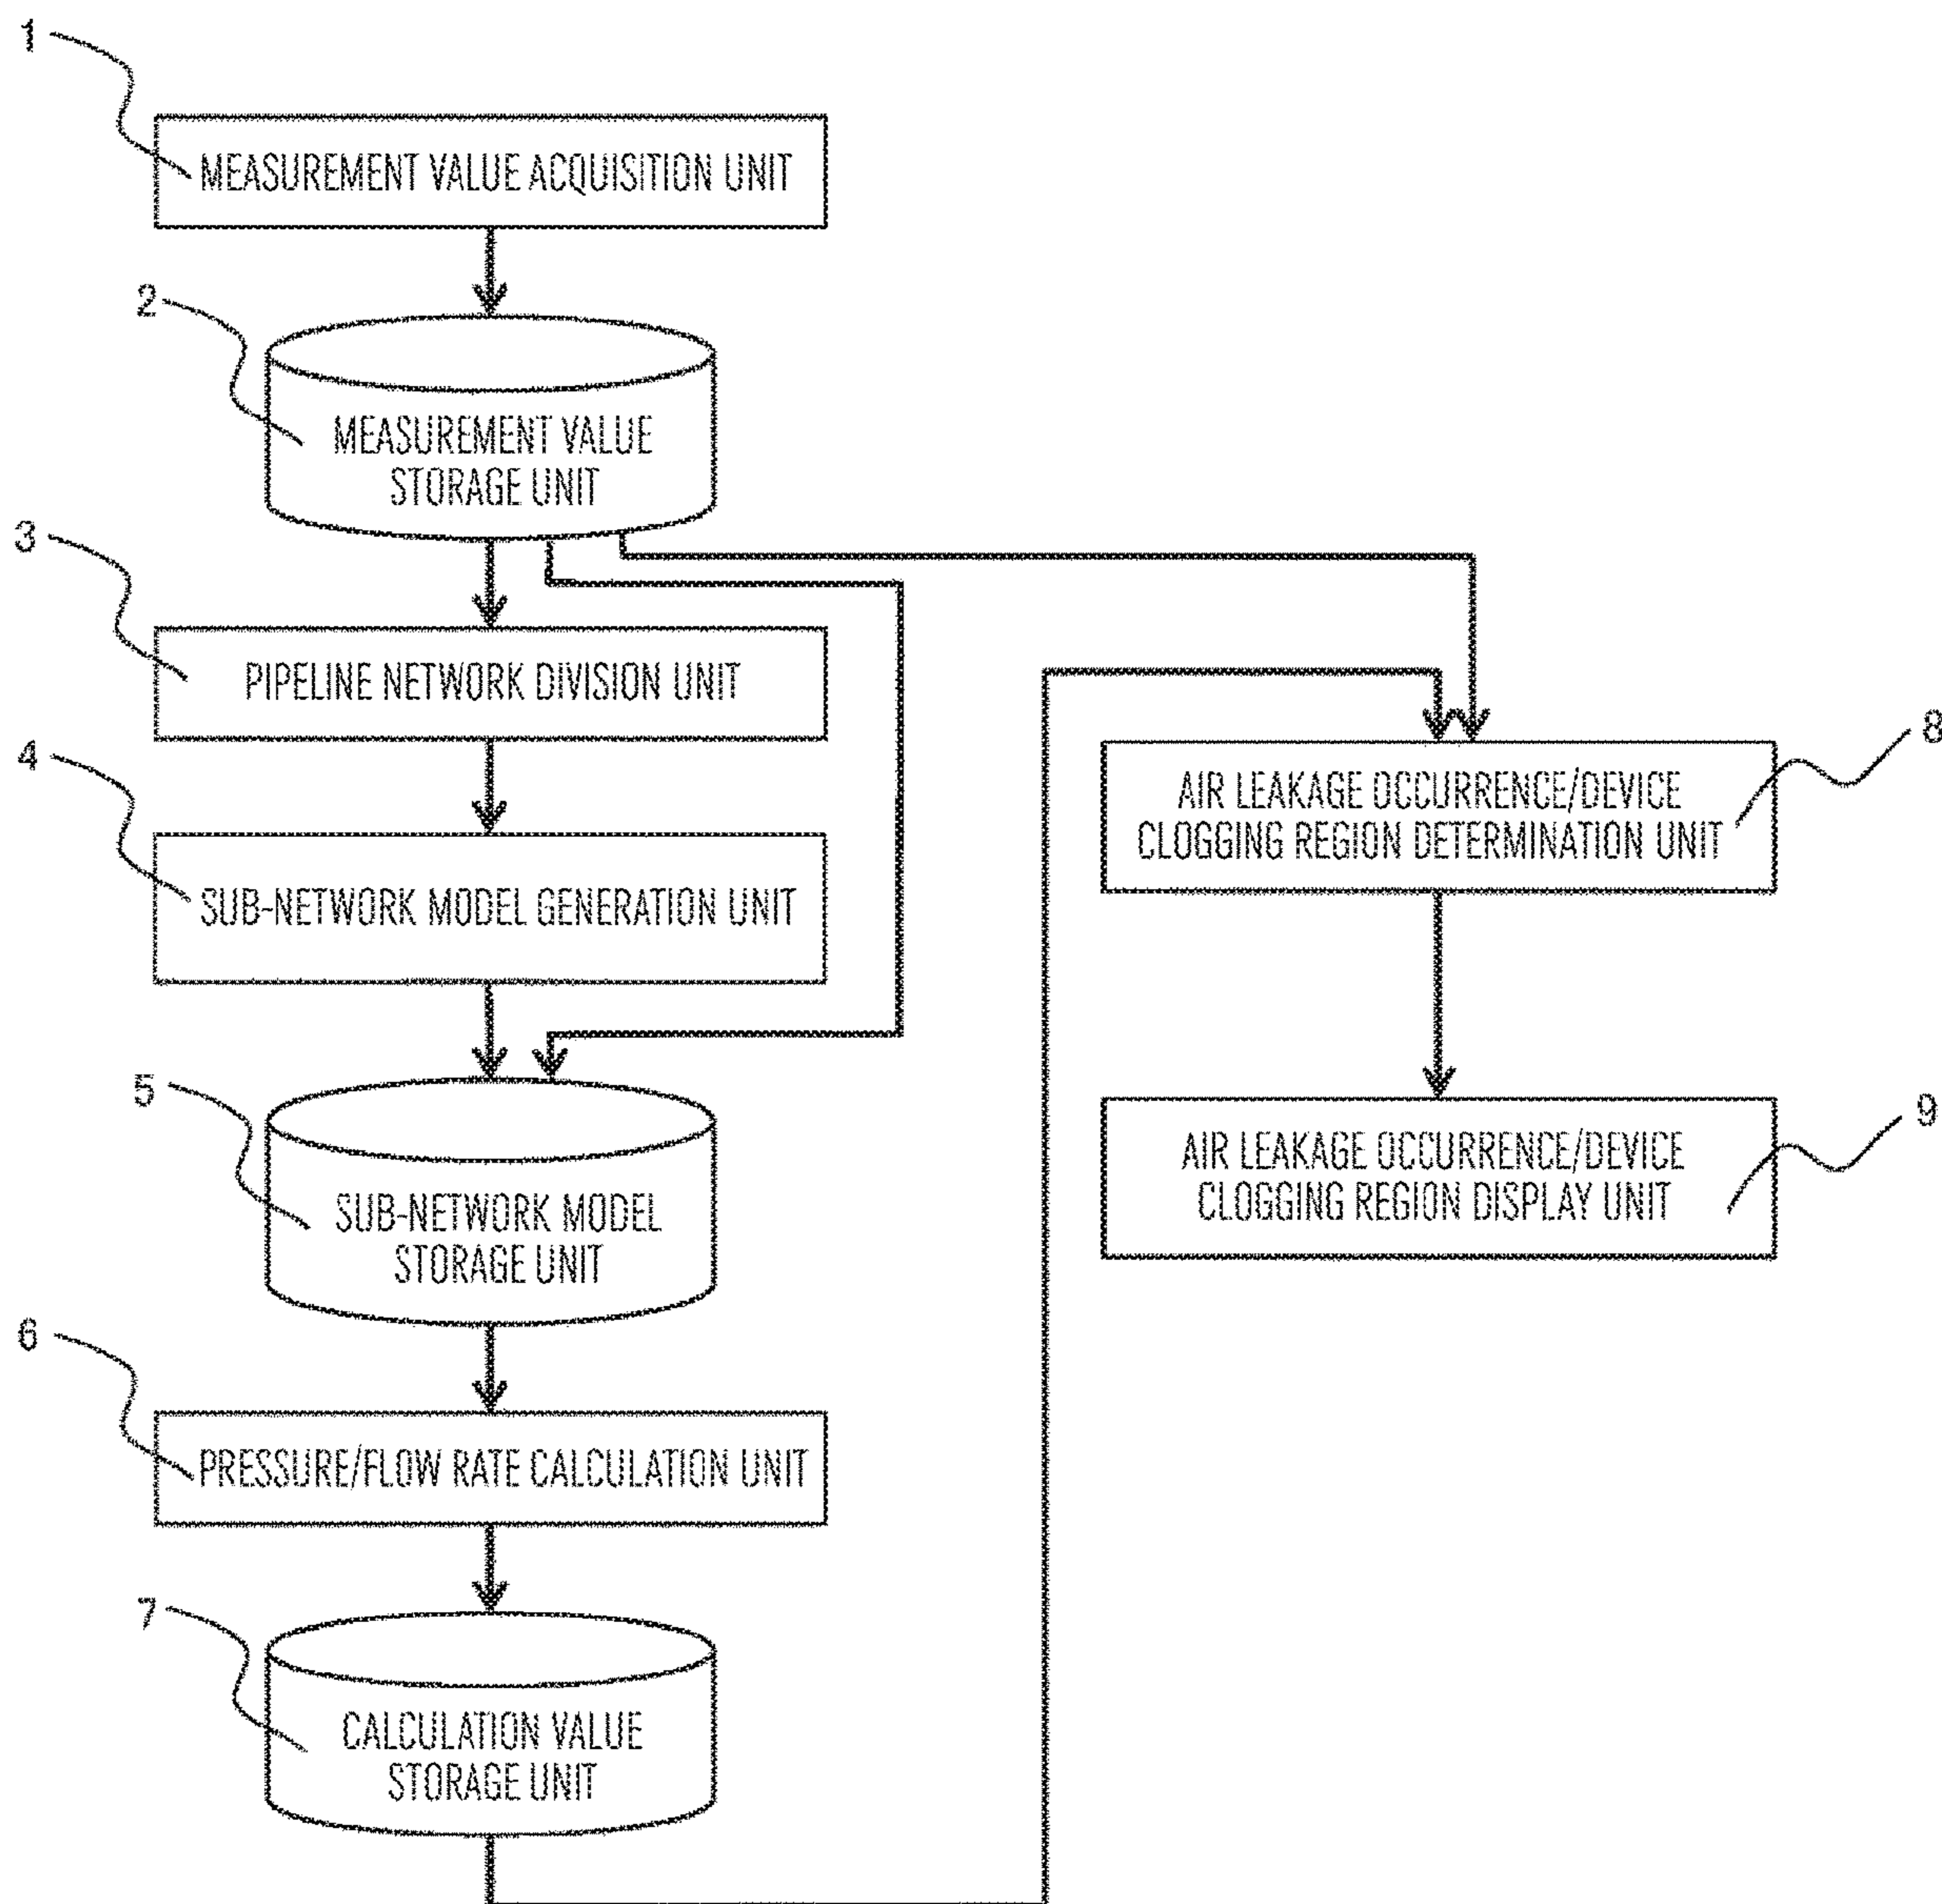 1
MEASUREMENT VALUE ACQUISITION UNIT
2
MEASUREMENT VALUE
STORAGE UNIT
3
PIPELINE NETWORK DIVISION UNIT
4
SUB-NETWORK MODEL GENERATION UNIT
5
SUB-NETWORK MODEL
STORAGE UNIT
6
PRESSURE/FLOW RATE CALCULATION UNIT
7
CALCULATION VALUE
STORAGE UNIT
8
AIR LEAKAGE OCCURRENCE/DEVICE
CLOGGING REGION DETERMINATION UNIT
9
AIR LEAKAGE OCCURRENCE/DEVICE
CLOGGING REGION DISPLAY UNIT